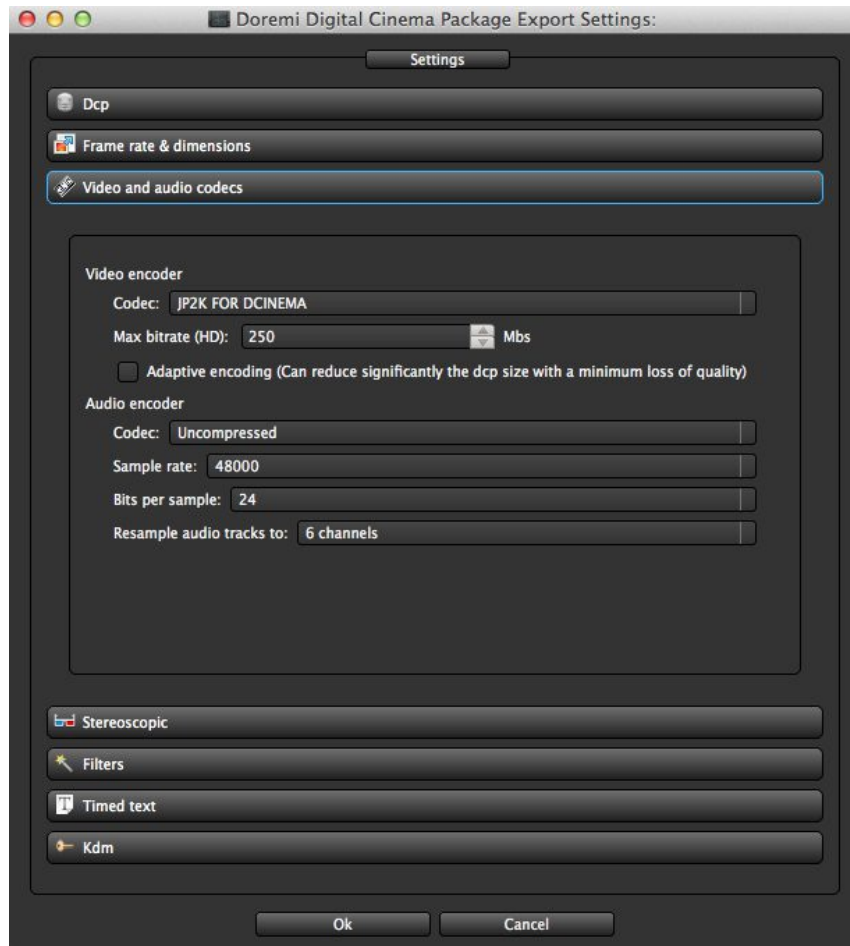 Doremi Digital Cinema Package Export Settings:
Settings
Dcp
Frame rate & dimensions
Video and audio codecs
Video encoder
Codec: JP2K FOR DCINEMA
Max bitrate (HD): 250 Mbs
Adaptive encoding (Can reduce significantly the dcp size with a minimum loss of quality)
Audio encoder
Codec: Uncompressed
Sample rate: 48000
Bits per sample: 24
Resample audio tracks to: 6 channels
Stereoscopic
Filters
T Timed text
Kdm
Ok Cancel